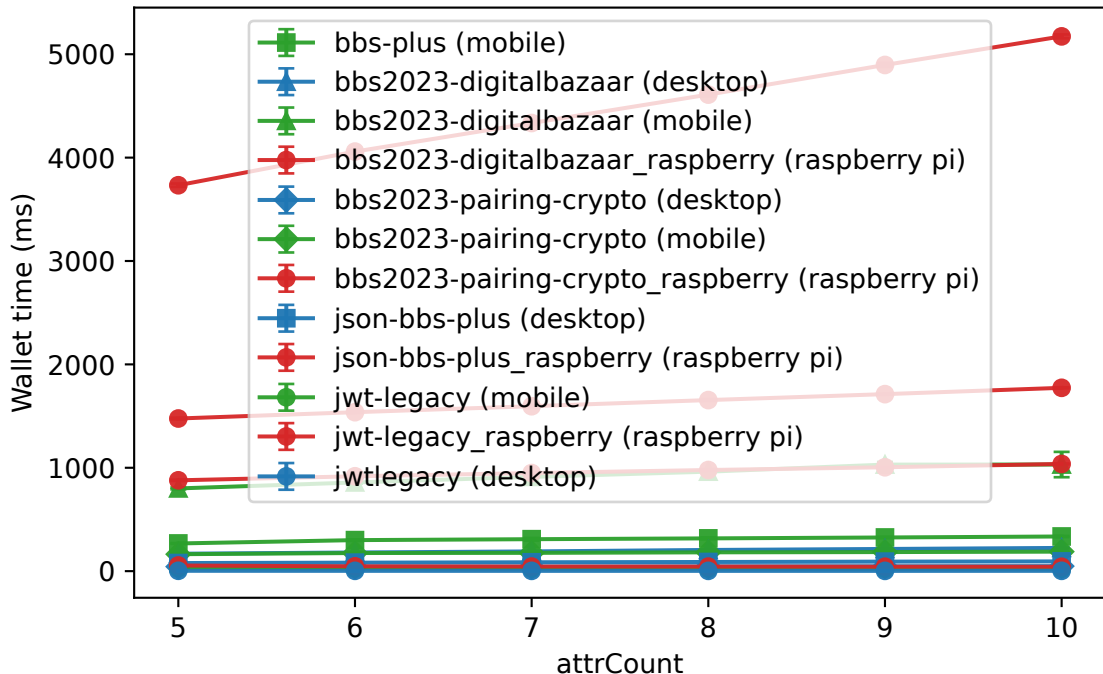 5000
4000
3000
2000
1000
0
Wallet time (ms)
bbs-plus (mobile)
bbs2023-digitalbazaar (desktop)
bbs2023-digitalbazaar (mobile)
bbs2023-digitalbazaar_raspberry (raspberry pi)
bbs2023-pairing-crypto (desktop)
bbs2023-pairing-crypto (mobile)
bbs2023-pairing-crypto_raspberry (raspberry pi)
json-bbs-plus (desktop)
json-bbs-plus_raspberry (raspberry pi)
jwt-legacy (mobile)
jwt-legacy_raspberry (raspberry pi)
jwtlegacy (desktop)
5 6 7 8 9 10
attrCount